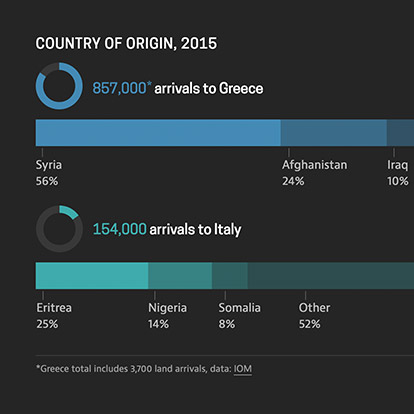 COUNTRY OF ORIGIN, 2015
857,000* arrivals to Greece
Syria Afghanistan Iraq
56% 24% 10%
154,000 arrivals to Italy
Eritrea Nigeria Somalia Other
25% 14% 8% 52%
*Greece total includes 3,700 land arrivals, data: IOM